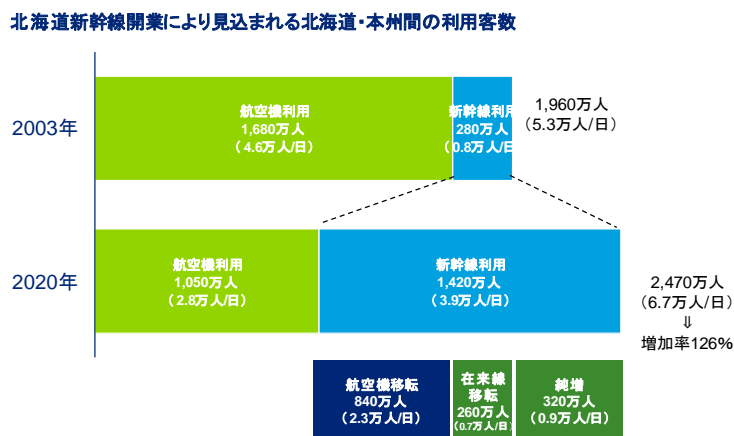 北海道新幹線開業により見込まれる北海道・本州間の利用客数
2003年
航空機利用
1,680万人
(4.6万人/日)
新幹線利用
280万人
(0.8万人/日)
1,960万人
(5.3万人/日)
2020年
航空機利用
1,050万人
(2.8万人/日)
新幹線利用
1,420万人
(3.9万人/日)
2,470万人
(6.7万人/日)
⇓
増加率126%
航空機移転
840万人
(2.3万人/日)
在来線
移転
260万人
(0.7万人/日)
純増
320万人
(0.9万人/日)